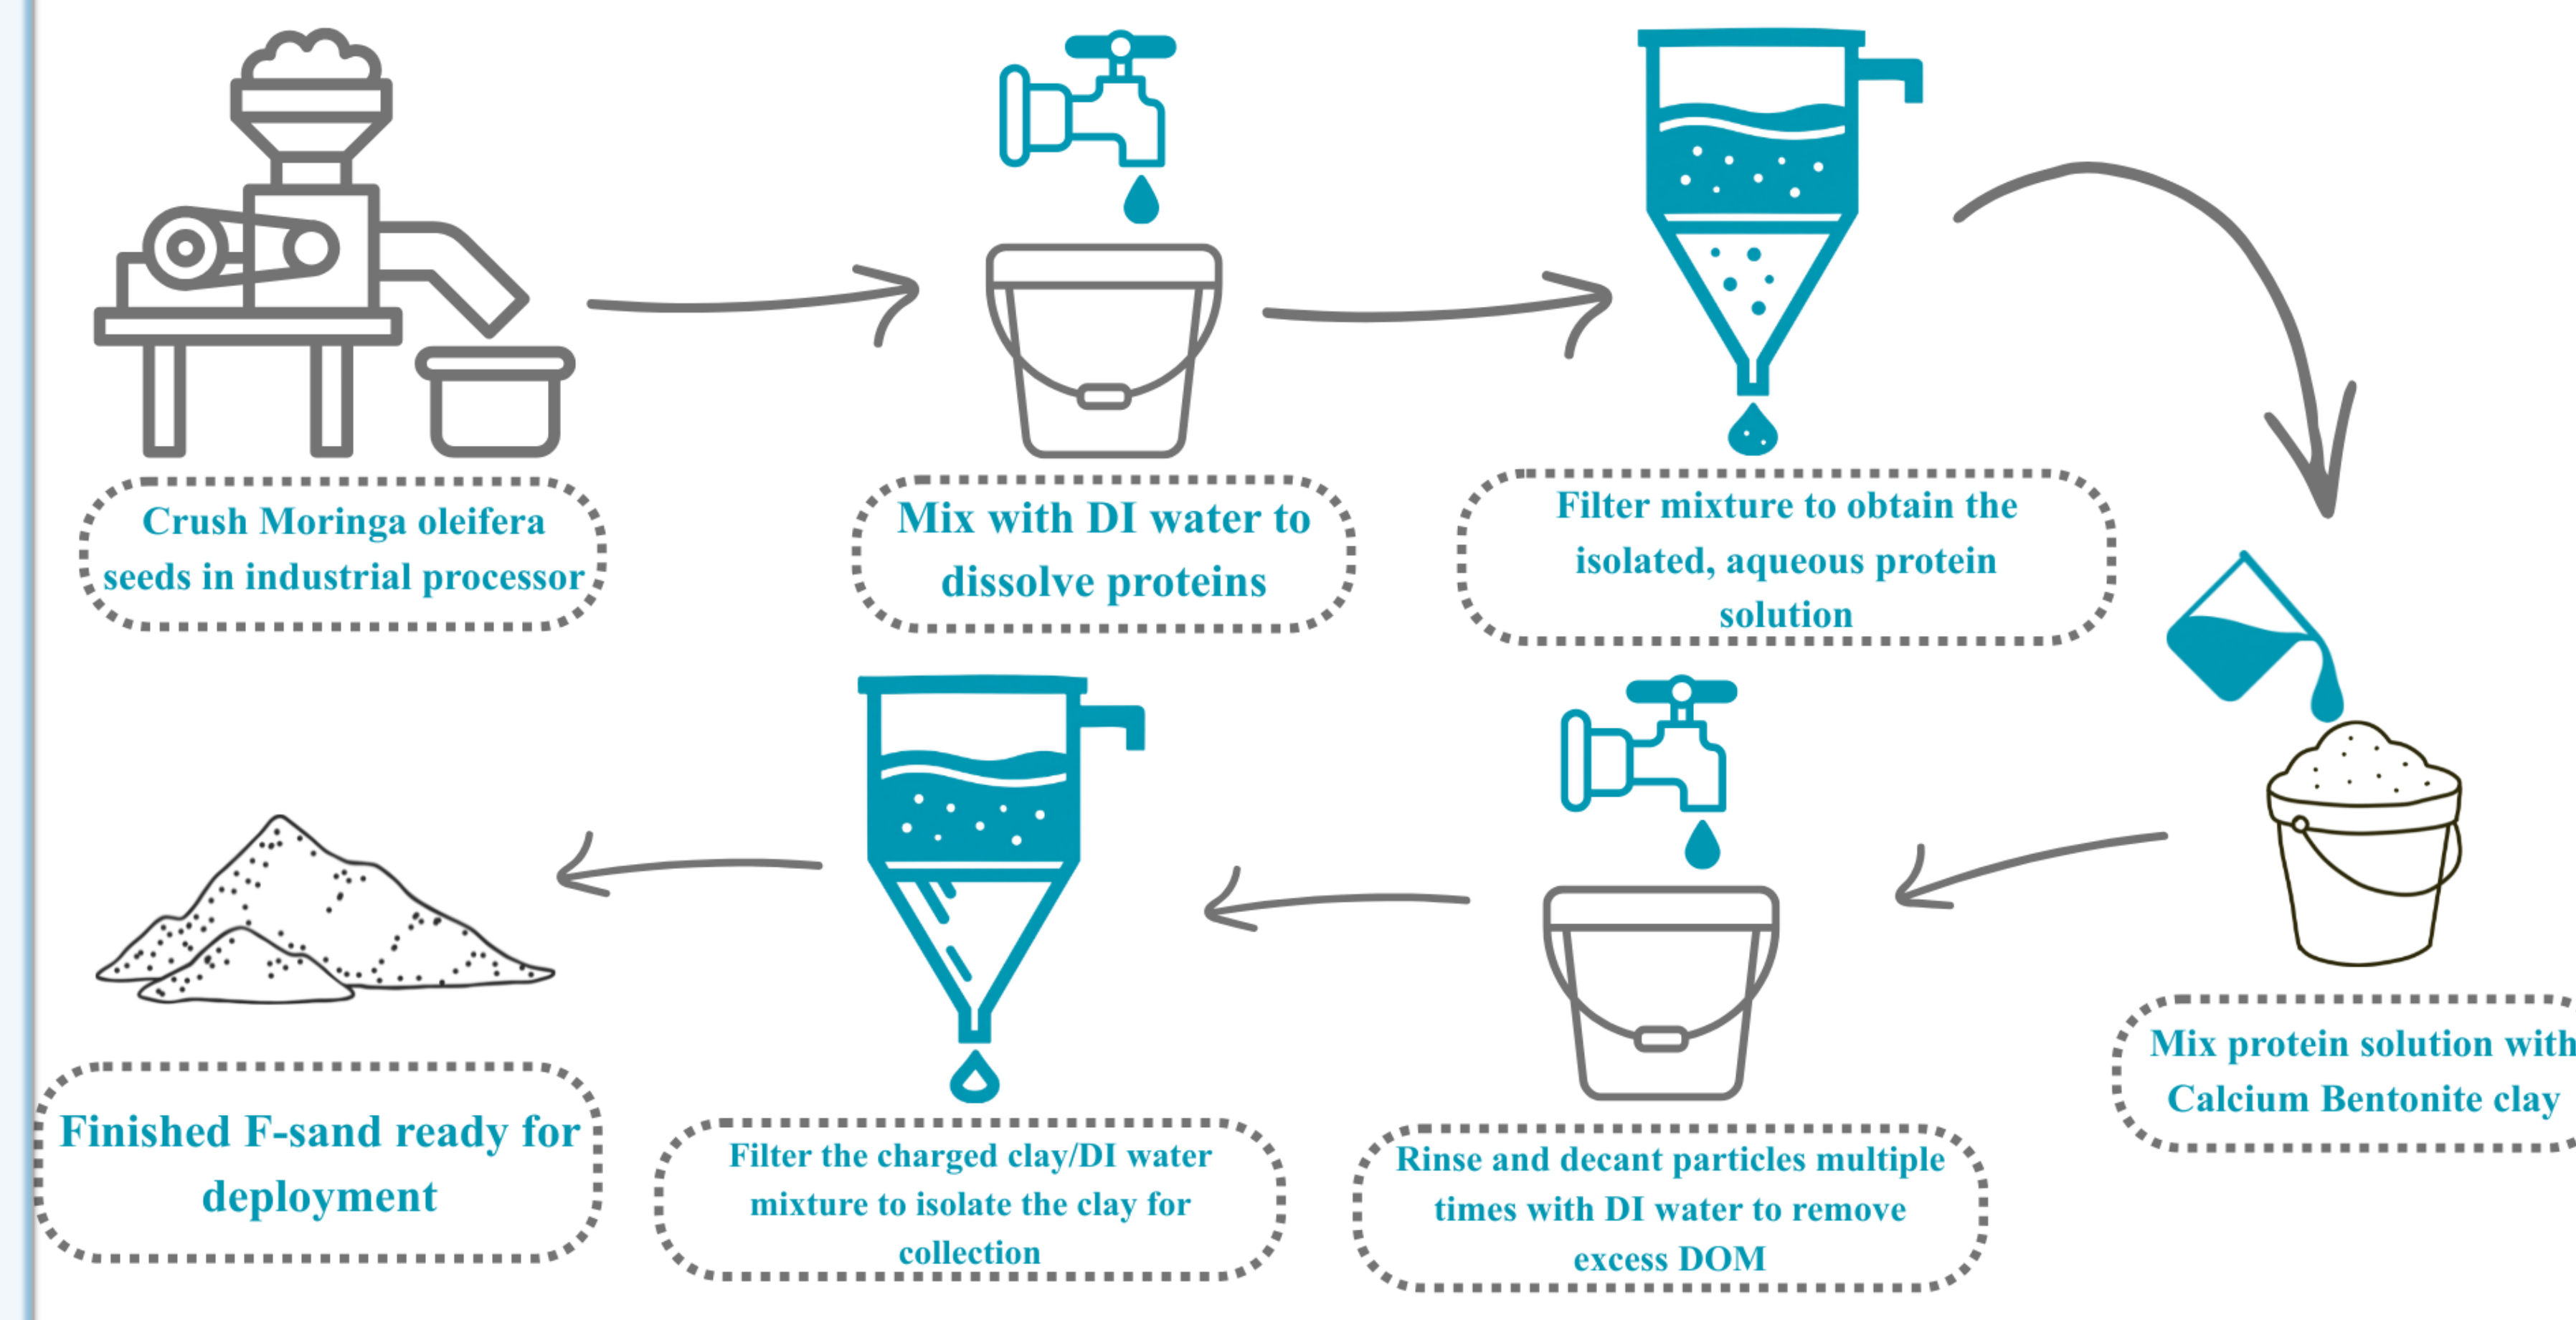 Crush Moringa oleifera
seeds in industrial processor
Mix with DI water to
dissolve proteins
Filter mixture to obtain the
isolated, aqueous protein
solution
Mix protein solution with
Calcium Bentonite clay
Rinse and decant particles multiple
times with DI water to remove
excess DOM
Filter the charged clay/DI water
mixture to isolate the clay for
collection
Finished F-sand ready for
deployment